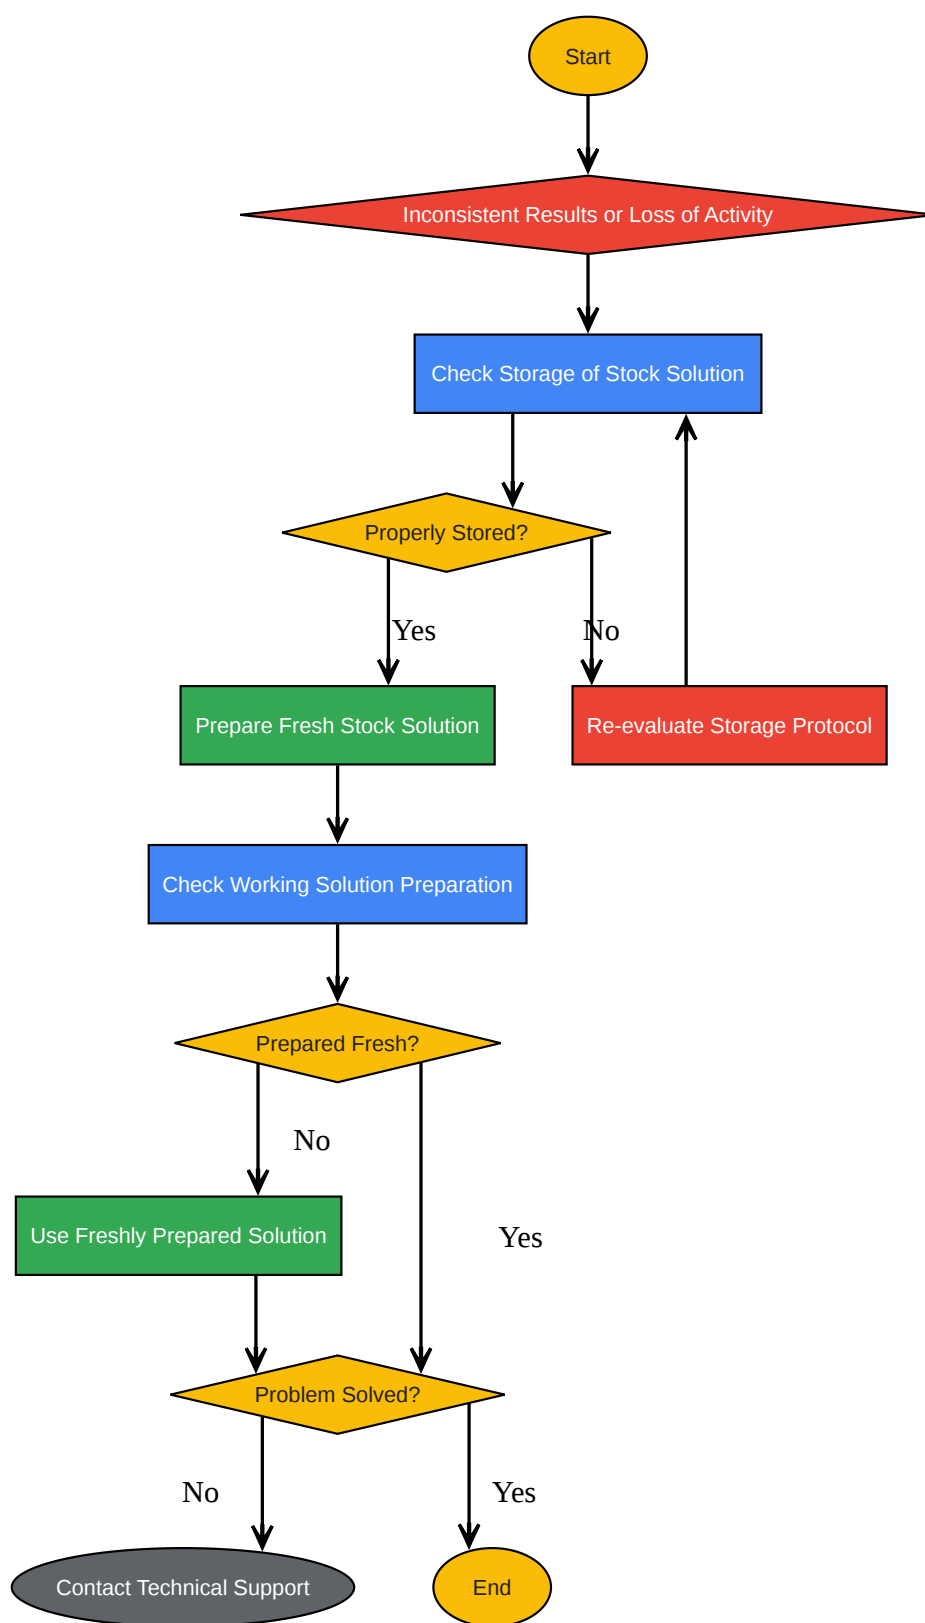 Start
Inconsistent Results or Loss of Activity
Check Storage of Stock Solution
Properly Stored?
Yes
No
Prepare Fresh Stock Solution
Re-evaluate Storage Protocol
Check Working Solution Preparation
Prepared Fresh?
No
Use Freshly Prepared Solution
Yes
Problem Solved?
No
Yes
Contact Technical Support
End